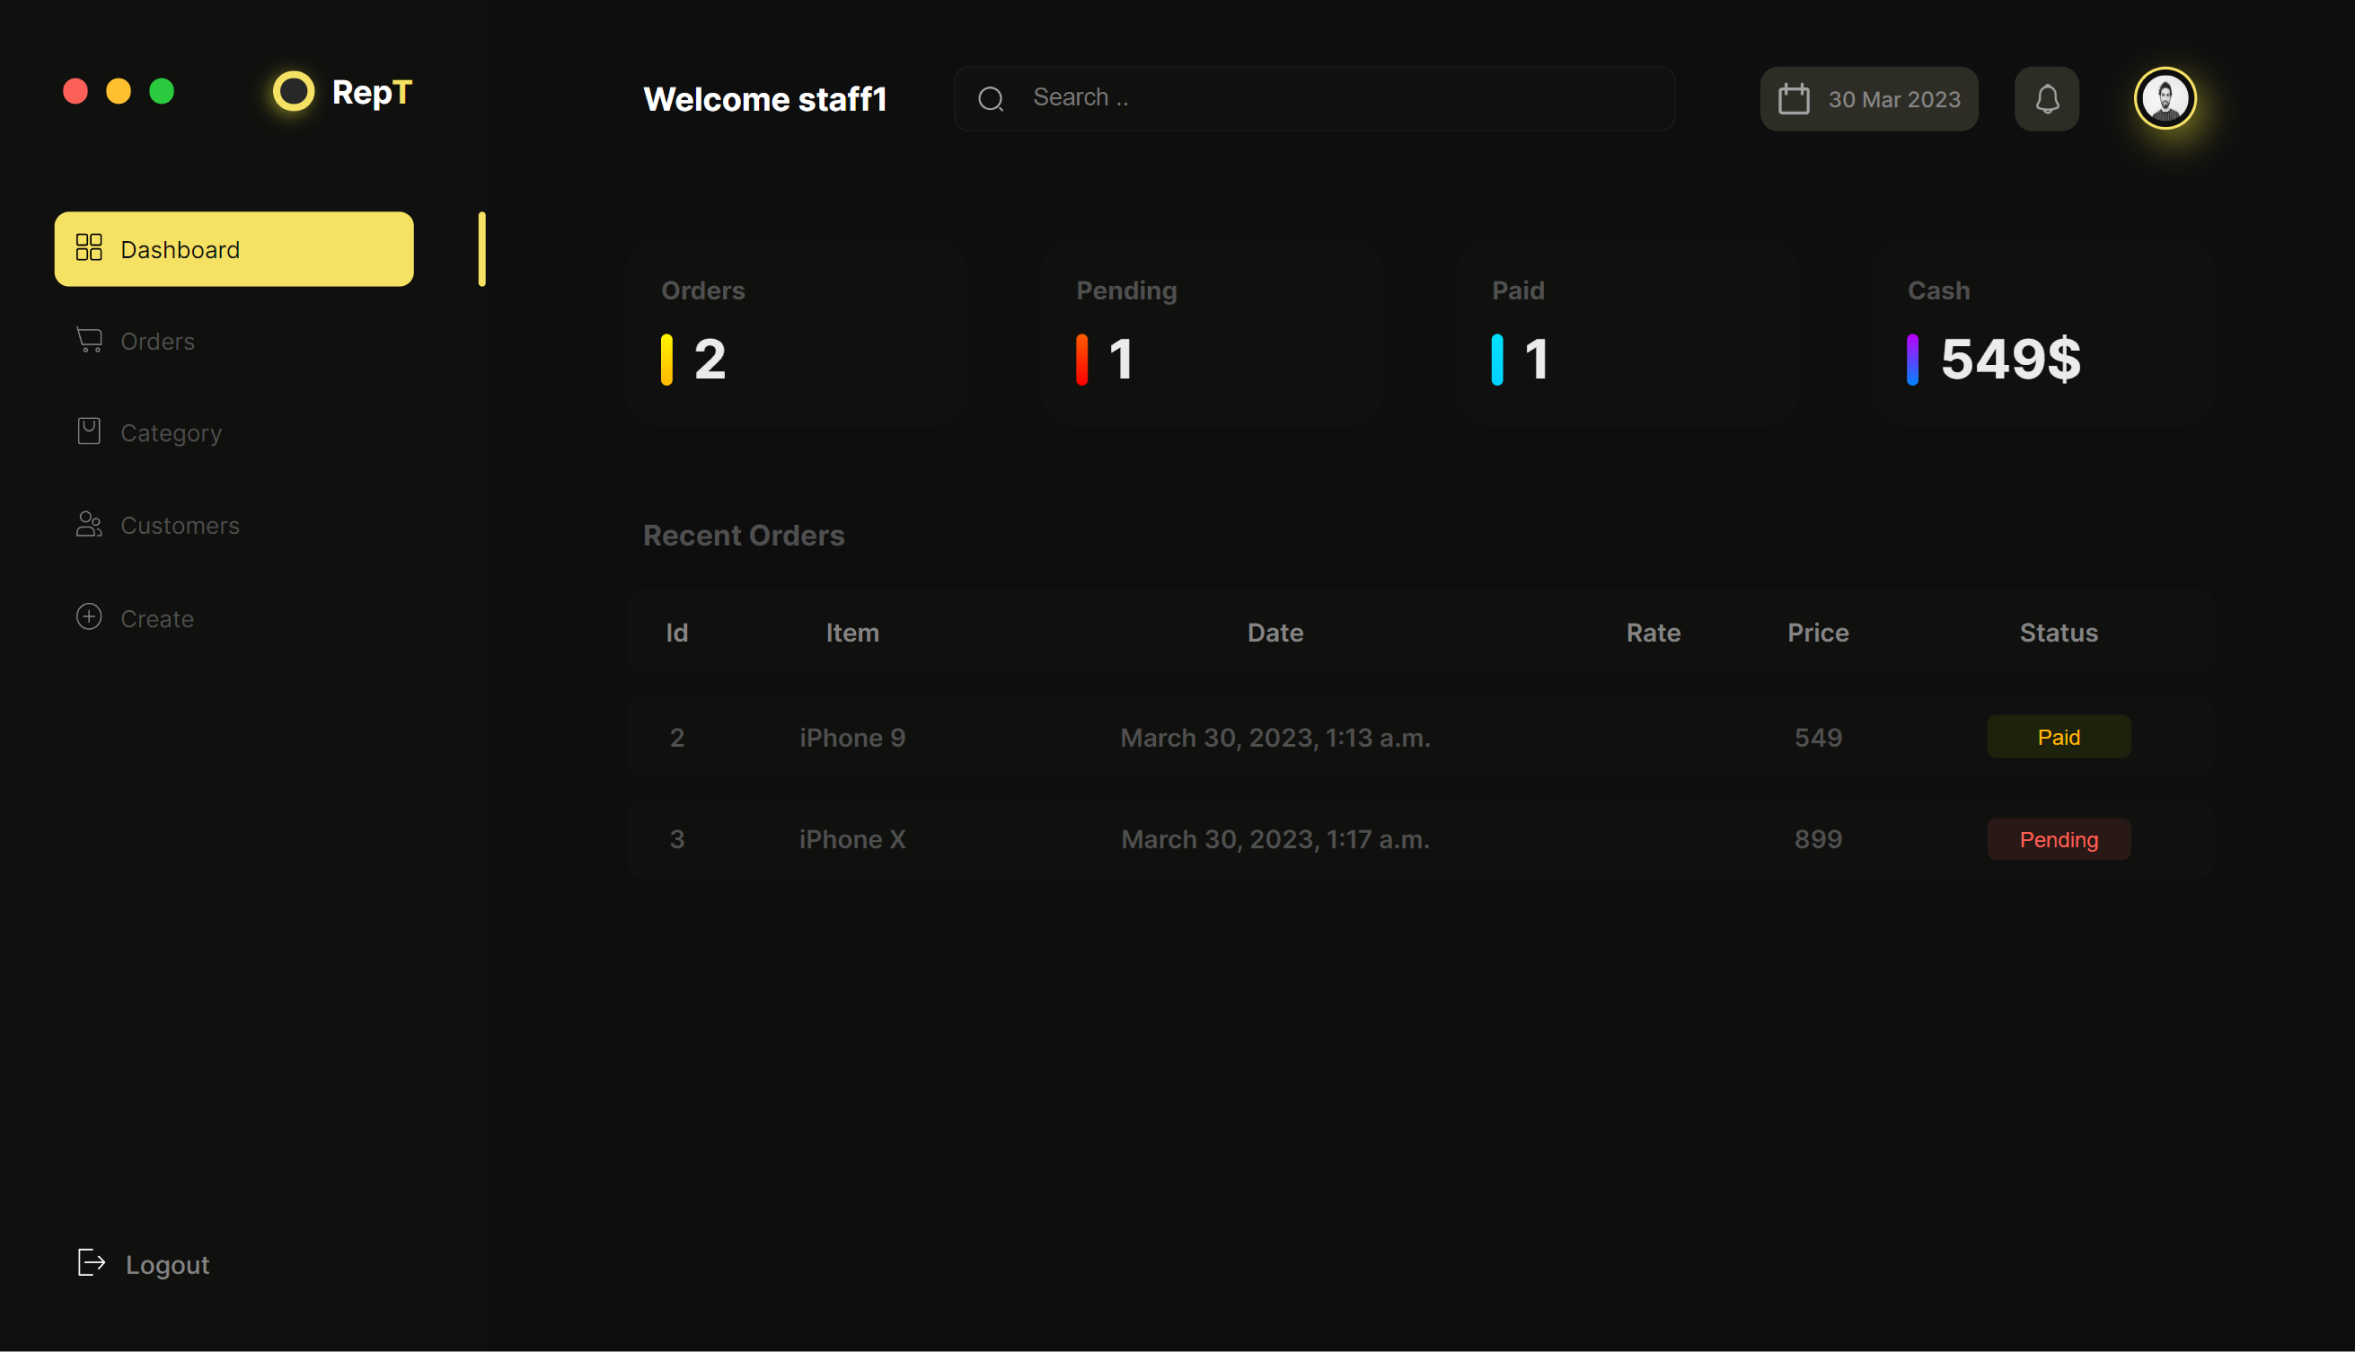 RepT
Welcome staff1
Search ..
30 Mar 2023
Dashboard
Orders
Category
Customers
Create
Logout
Orders
2
Pending
1
Paid
1
Cash
549$
Recent Orders
Id Item Date Rate Price Status
2 iPhone 9 March 30, 2023, 1:13 a.m. 549 Paid
3 iPhone X March 30, 2023, 1:17 a.m. 899 Pending